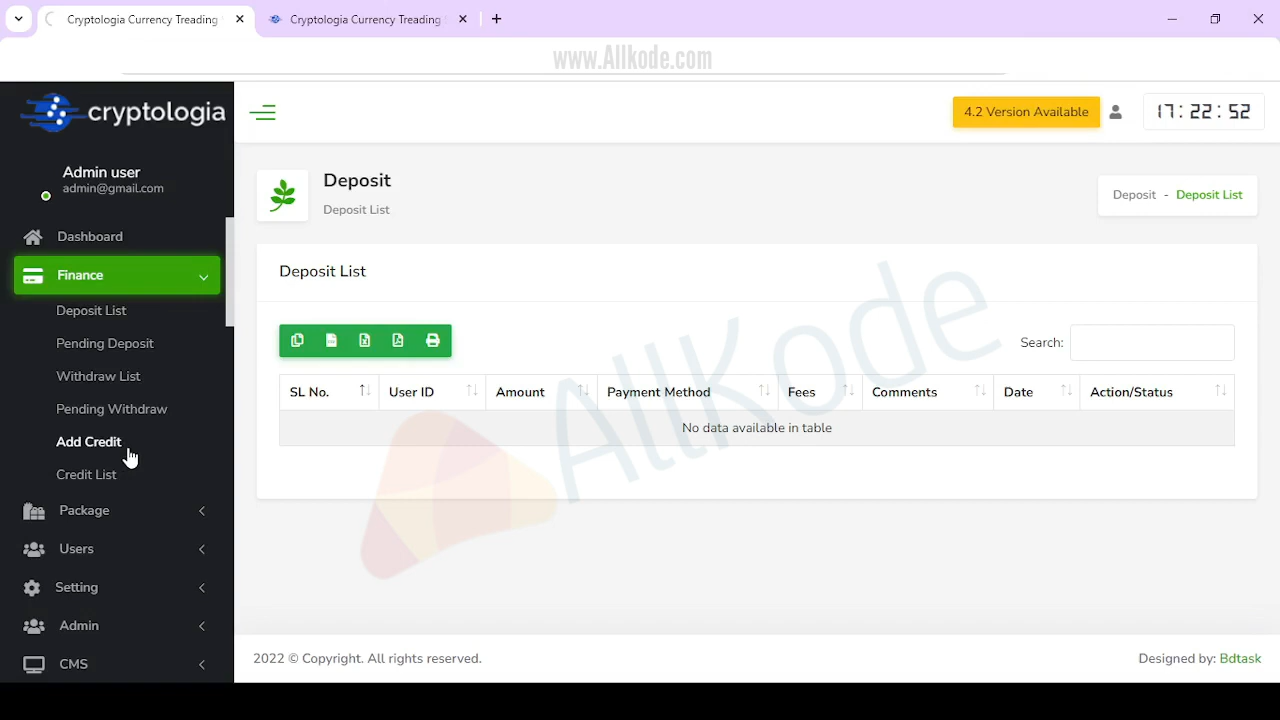 Cryptologia Currency Treading
Cryptologia Currency Treading
www.Allkode.com
cryptologia
4.2 Version Available
17:22:52
Admin user
admin@gmail.com
Deposit
Deposit List
Deposit - Deposit List
Dashboard
Finance
Deposit List
Pending Deposit
Withdraw List
Pending Withdraw
Add Credit
Credit List
Package
Users
Setting
Admin
CMS
Deposit List
Search:
SL No. User ID Amount Payment Method Fees Comments Date Action/Status
No data available in table
AllKode
2022 © Copyright. All rights reserved.
Designed by: Bdtask